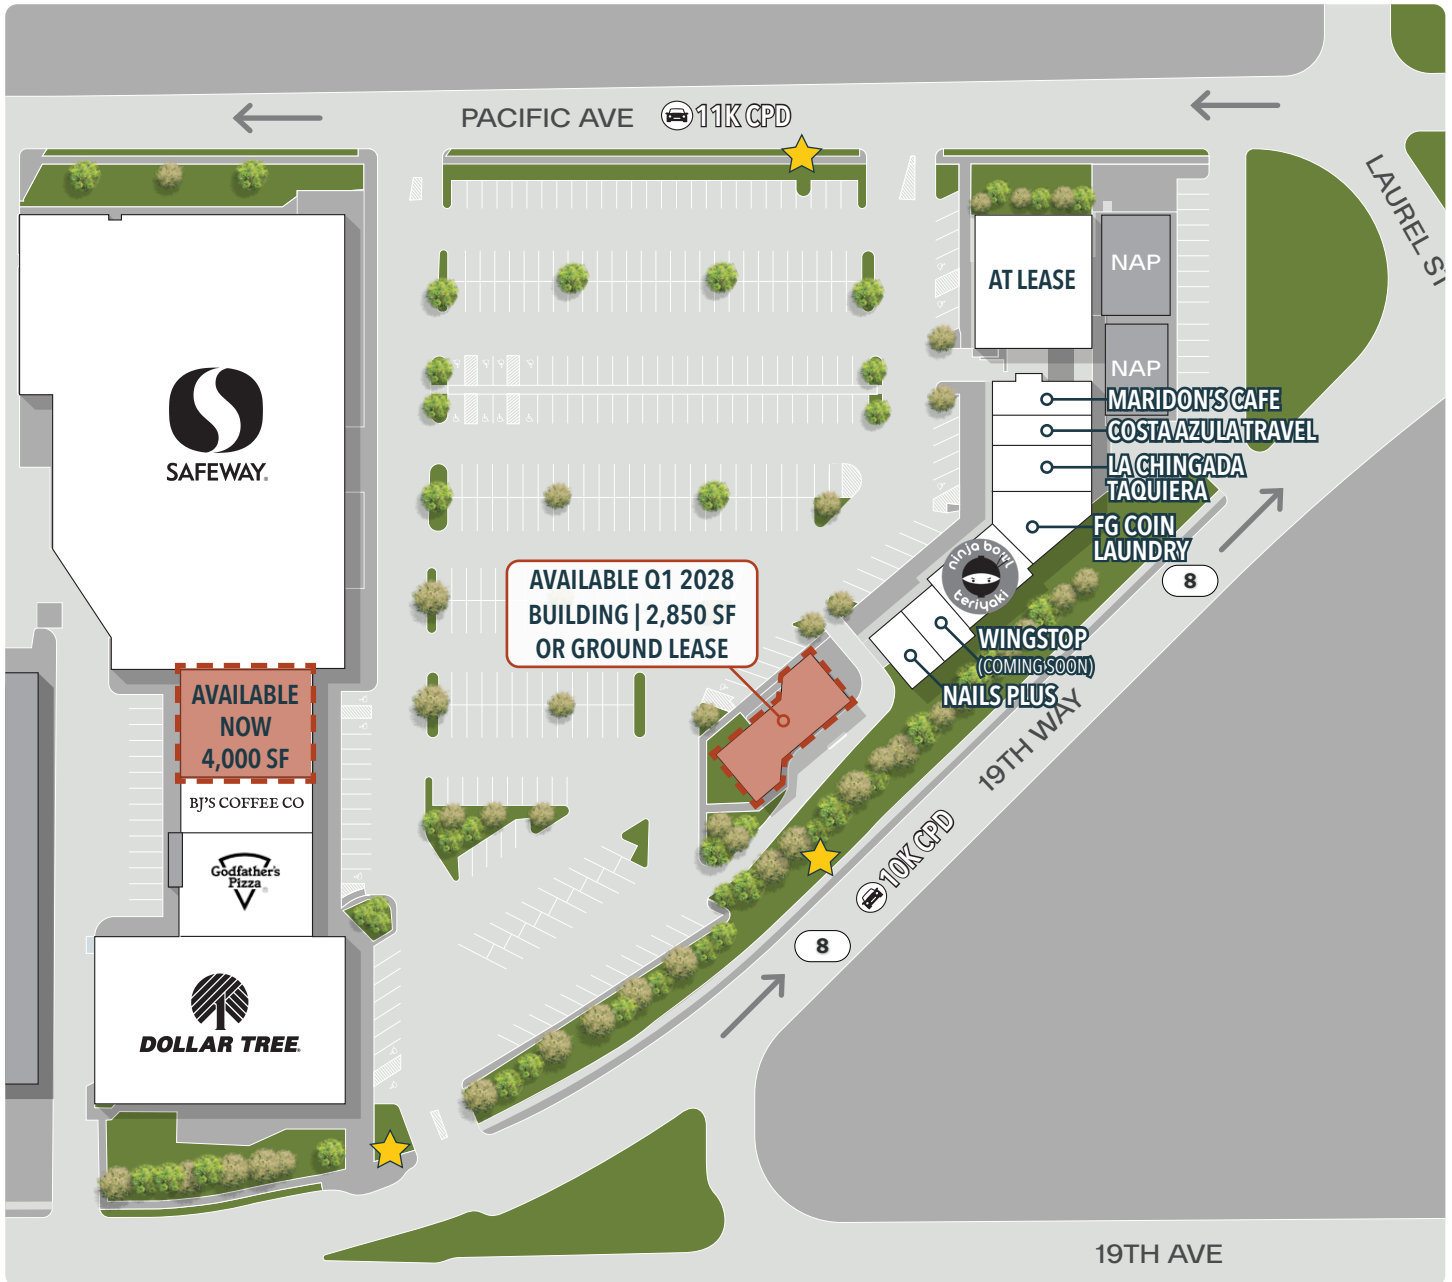 PACIFIC AVE
11K CPD
LAUREL ST
NAP
AT LEASE
NAP
MARIDON'S CAFE
COSTA AZULA TRAVEL
LA CHINGADA
TAQUIERA
FG COIN
LAUNDRY
SAFEWAY.
ninja bowl
teriyaki
8
AVAILABLE Q1 2028
BUILDING | 2,850 SF
OR GROUND LEASE
WINGSTOP
(COMING SOON)
NAILS PLUS
AVAILABLE
NOW
4,000 SF
19TH WAY
BJ'S COFFEE CO
10K CPD
Godfather's
Pizza
8
DOLLAR TREE
19TH AVE